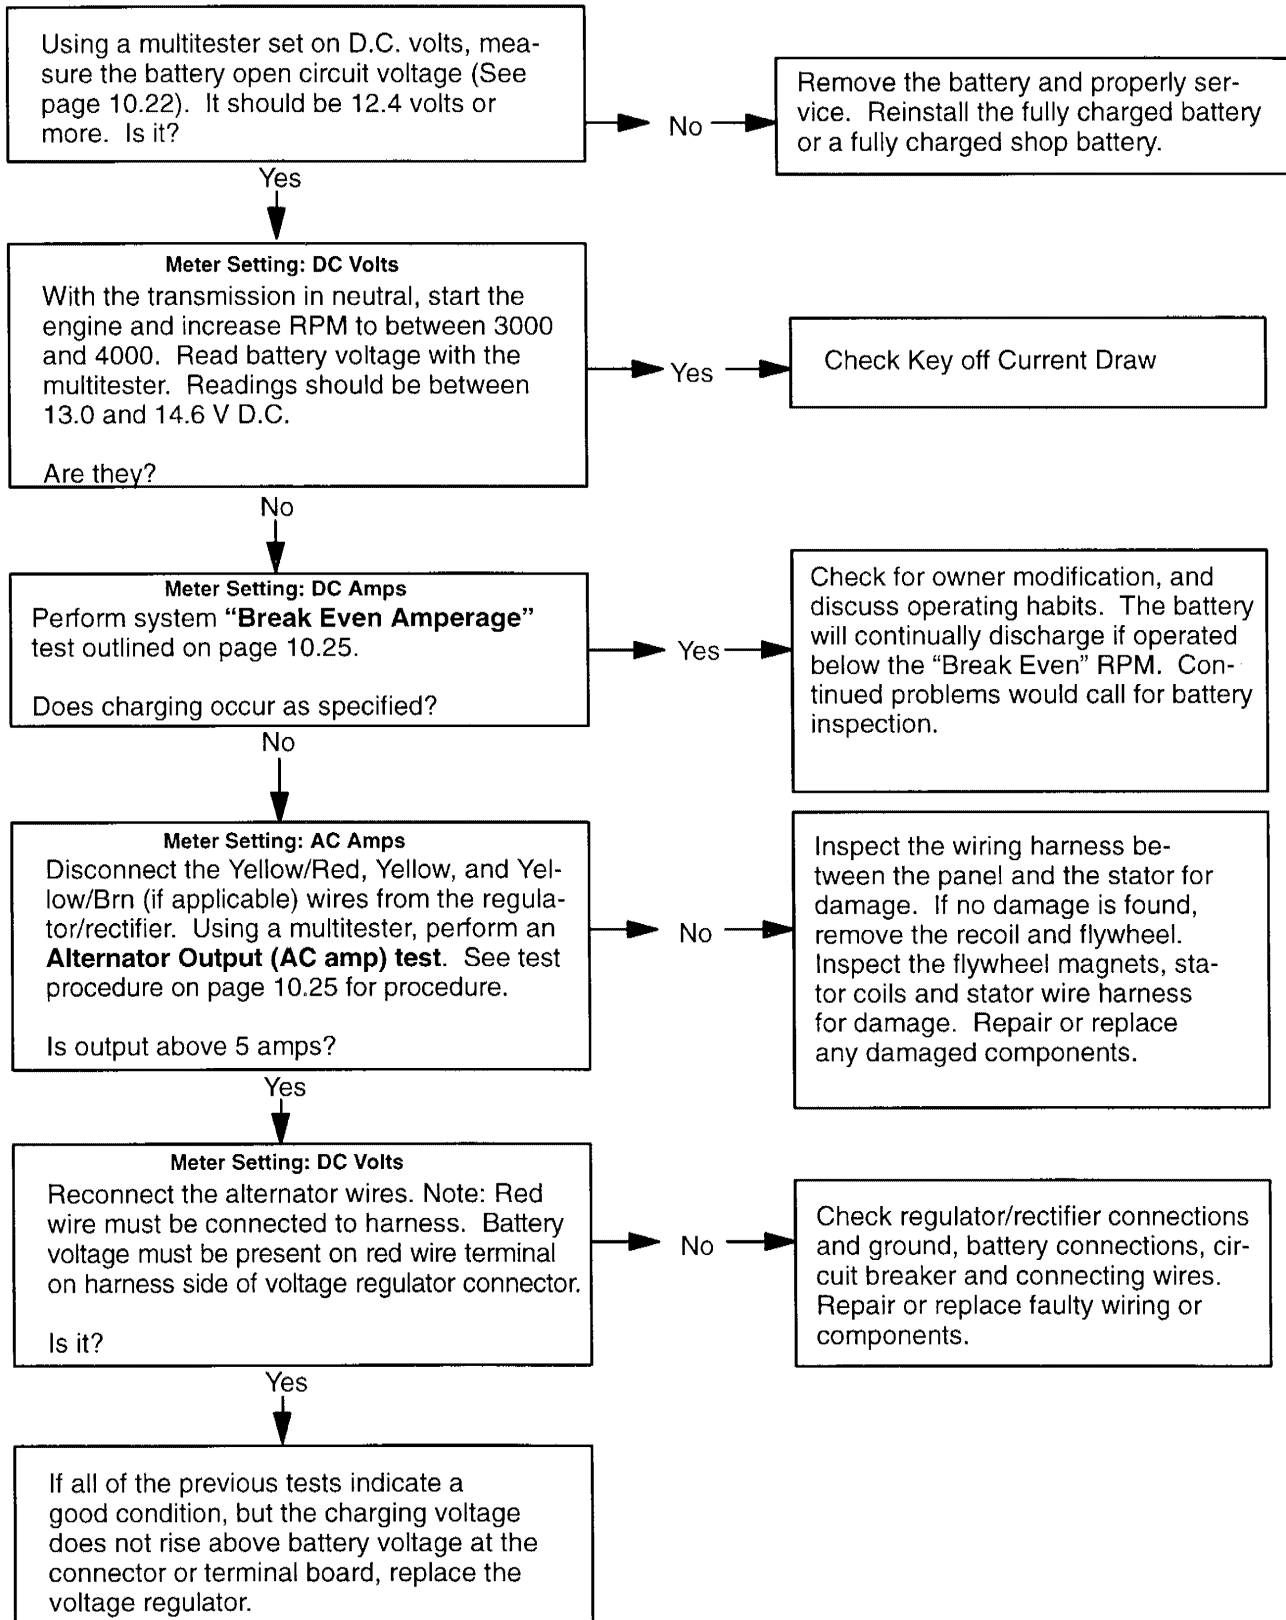 Using a multitester set on D.C. volts, mea-
sure the battery open circuit voltage (See
page 10.22). It should be 12.4 volts or
more. Is it?
No
Remove the battery and properly ser-
vice. Reinstall the fully charged battery
or a fully charged shop battery.
Yes
Meter Setting: DC Volts
With the transmission in neutral, start the
engine and increase RPM to between 3000
and 4000. Read battery voltage with the
multitester. Readings should be between
13.0 and 14.6 V D.C.
Are they?
Yes
Check Key off Current Draw
No
Meter Setting: DC Amps
Perform system “Break Even Amperage”
test outlined on page 10.25.
Does charging occur as specified?
Yes
Check for owner modification, and
discuss operating habits. The battery
will continually discharge if operated
below the “Break Even” RPM. Con-
tinued problems would call for battery
inspection.
No
Meter Setting: AC Amps
Disconnect the Yellow/Red, Yellow, and Yel-
low/Brn (if applicable) wires from the regula-
tor/rectifier. Using a multitester, perform an
Alternator Output (AC amp) test. See test
procedure on page 10.25 for procedure.
Is output above 5 amps?
No
Inspect the wiring harness be-
tween the panel and the stator for
damage. If no damage is found,
remove the recoil and flywheel.
Inspect the flywheel magnets, sta-
tor coils and stator wire harness
for damage. Repair or replace
any damaged components.
Yes
Meter Setting: DC Volts
Reconnect the alternator wires. Note: Red
wire must be connected to harness. Battery
voltage must be present on red wire terminal
on harness side of voltage regulator connector.
Is it?
No
Check regulator/rectifier connections
and ground, battery connections, cir-
cuit breaker and connecting wires.
Repair or replace faulty wiring or
components.
Yes
If all of the previous tests indicate a
good condition, but the charging voltage
does not rise above battery voltage at the
connector or terminal board, replace the
voltage regulator.